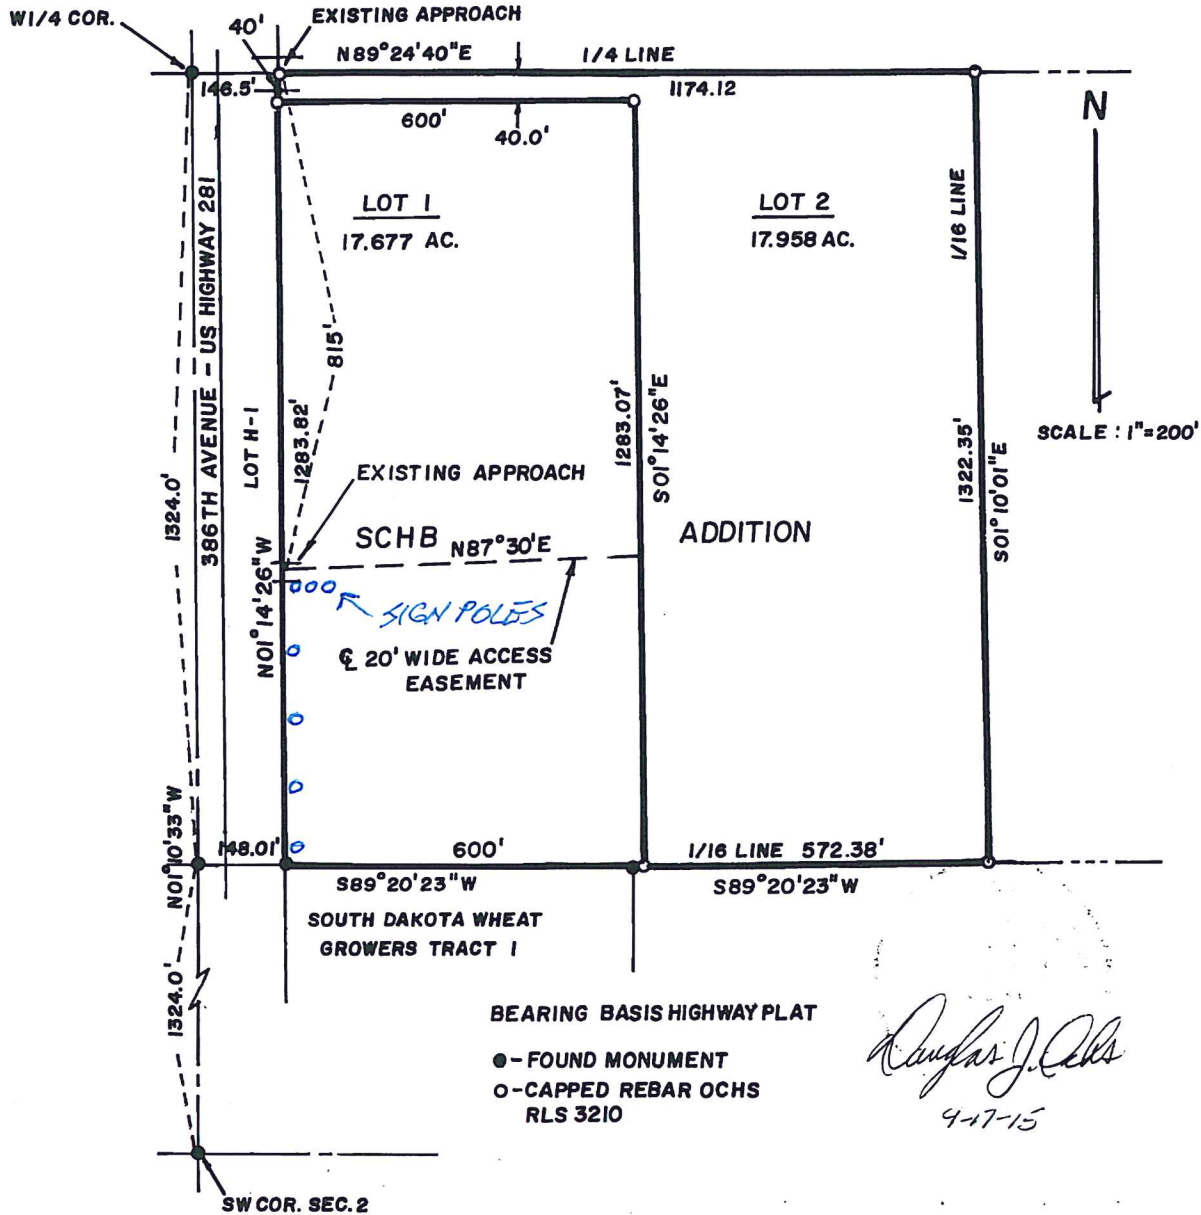 W1/4 COR.
40'
EXISTING APPROACH
N89°24'40"E
1/4 LINE
146.5'
1174.12
600'
40.0'
N
LOT 1
17.677 AC.
LOT 2
17.958 AC.
1/16 LINE
386TH AVENUE - US HIGHWAY 281
815'
LOT H-1
1283.82'
1283.07'
S01°14'26"E
1322.35'
S01°10'01"E
SCALE : 1"=200'
1324.0'
EXISTING APPROACH
SCHB
N87°30'E
ADDITION
N01°14'26"W
SIGN POLES
℄ 20' WIDE ACCESS
EASEMENT
N01°10'33"W
148.01'
600'
1/16 LINE 572.38'
S89°20'23"W
S89°20'23"W
SOUTH DAKOTA WHEAT
GROWERS TRACT 1
1324.0'
BEARING BASIS HIGHWAY PLAT
●-FOUND MONUMENT
○-CAPPED REBAR OCHS
RLS 3210
Douglas J. Ochs
9-17-15
SW COR. SEC. 2